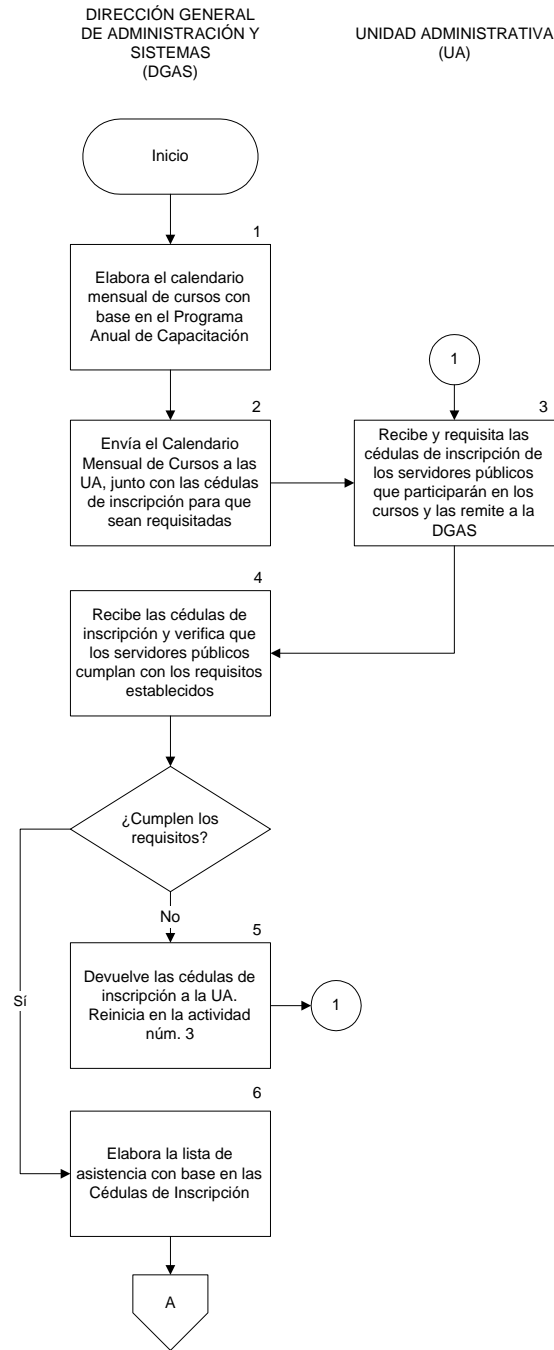 DIRECCIÓN GENERAL
DE ADMINISTRACIÓN Y
SISTEMAS
(DGAS)
UNIDAD ADMINISTRATIVA
(UA)
Inicio
1
Elabora el calendario
mensual de cursos con
base en el Programa
Anual de Capacitación
1
2
Envía el Calendario
Mensual de Cursos a las
UA, junto con las cédulas
de inscripción para que
sean requisitadas
3
Recibe y requisita las
cédulas de inscripción de
los servidores públicos
que participarán en los
cursos y las remite a la
DGAS
4
Recibe las cédulas de
inscripción y verifica que
los servidores públicos
cumplan con los requisitos
establecidos
¿Cumplen los
requisitos?
No
Sí
5
Devuelve las cédulas de
inscripción a la UA.
Reinicia en la actividad
núm. 3
1
6
Elabora la lista de
asistencia con base en las
Cédulas de Inscripción
A